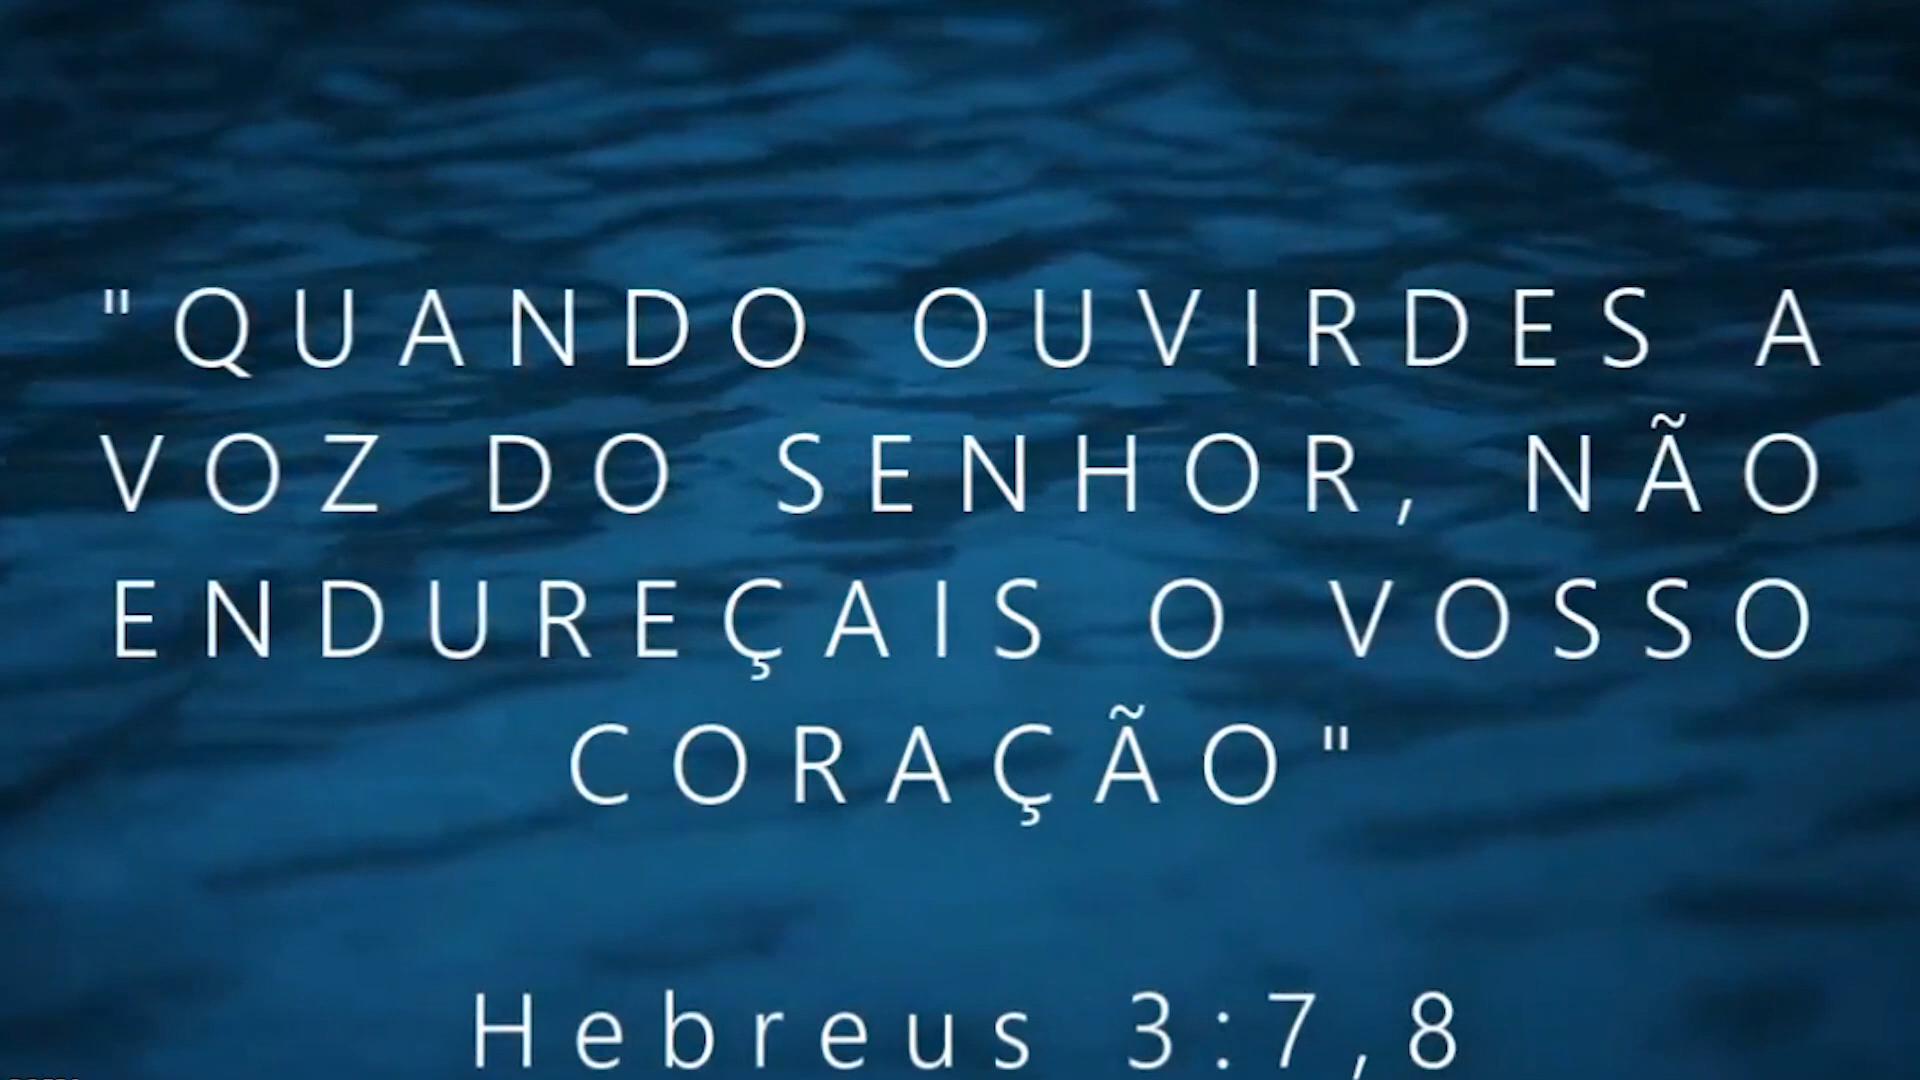 "QUANDO OUVIRDES A
VOZ DO SENHOR, NÃO
ENDUREÇAIS O VOSSO
CORAÇÃO"
Hebreus 3:7,8